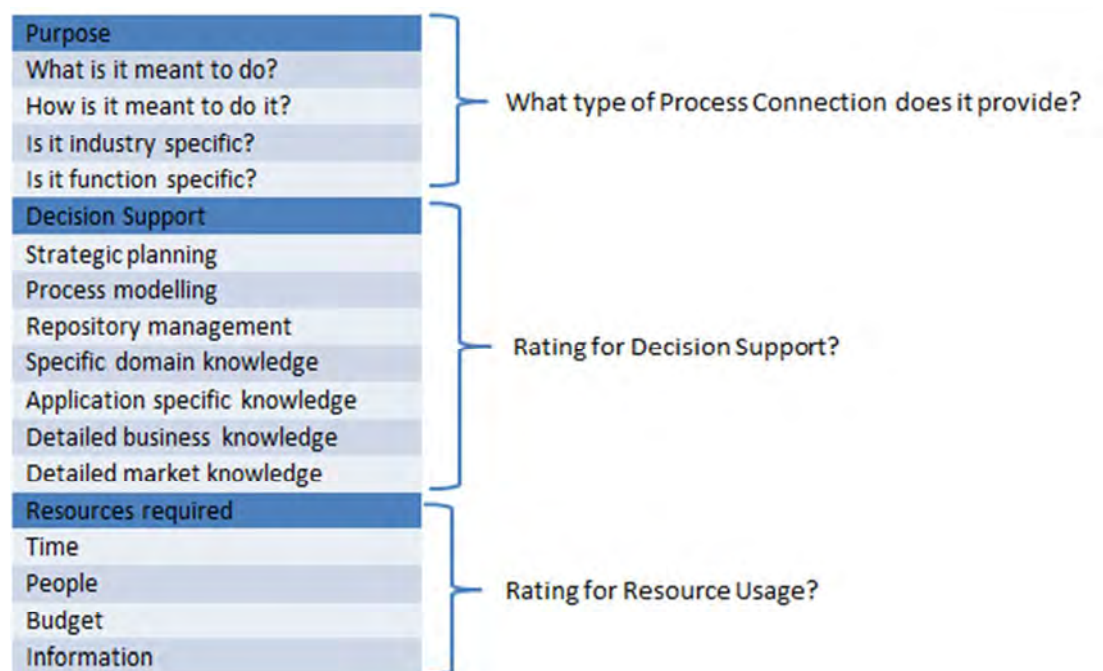 Purpose
What is it meant to do?
How is it meant to do it?
Is it industry specific?
Is it function specific?
What type of Process Connection does it provide?
Decision Support
Strategic planning
Process modelling
Repository management
Specific domain knowledge
Application specific knowledge
Detailed business knowledge
Detailed market knowledge
Rating for Decision Support?
Resources required
Time
People
Budget
Information
Rating for Resource Usage?